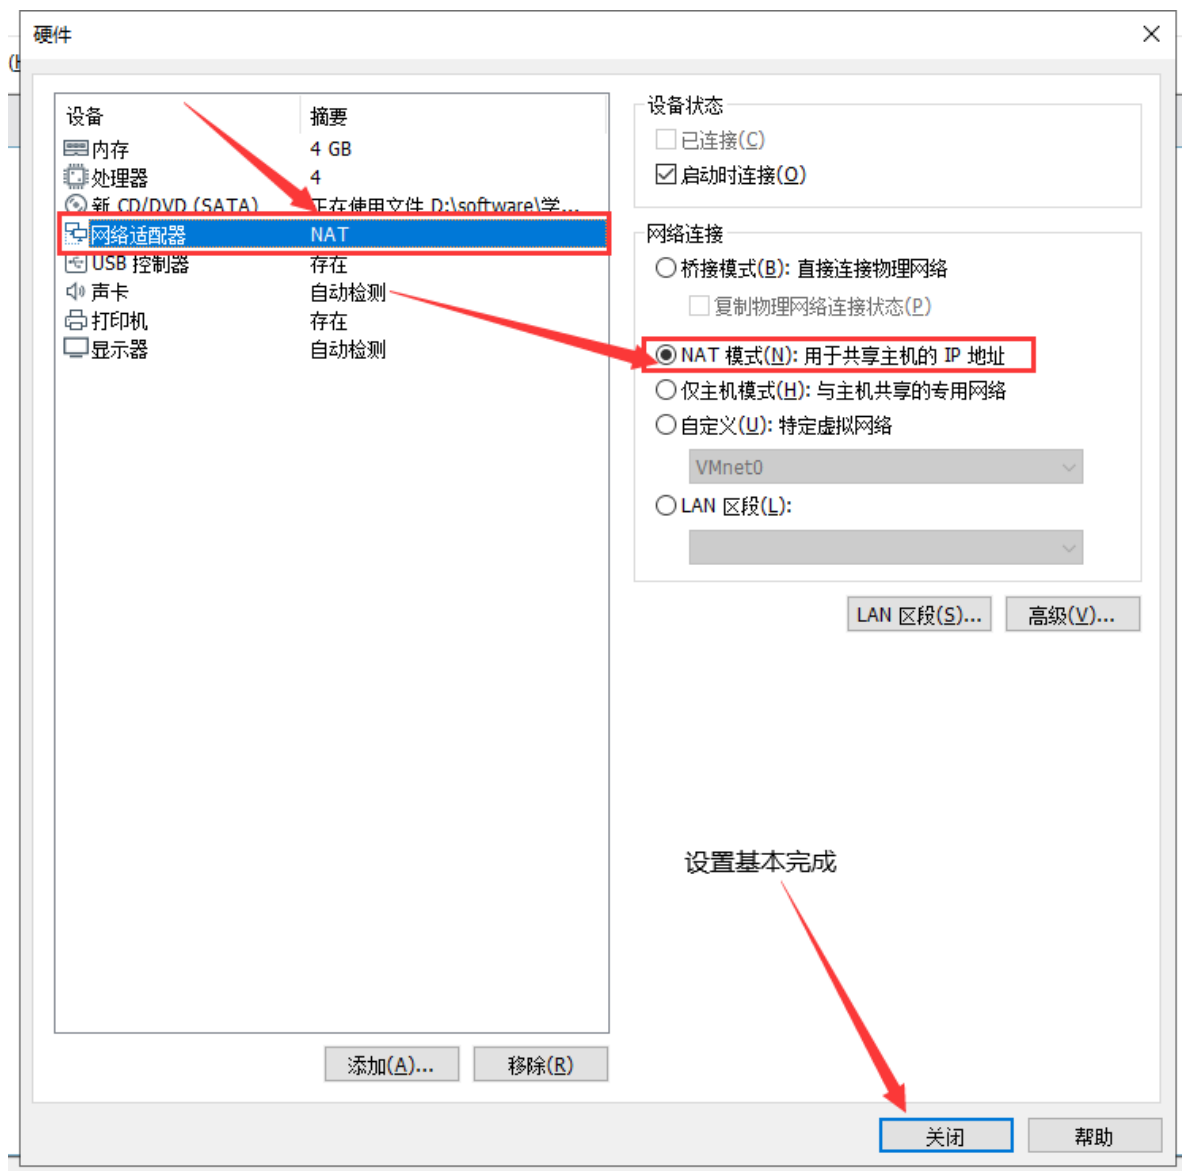 硬件
设备 摘要
内存 4 GB
处理器 4
新 CD/DVD (SATA) 正在使用文件 D:\software\学...
网络适配器 NAT
USB 控制器 存在
声卡 自动检测
打印机 存在
显示器 自动检测
添加(A)...
移除(R)
设备状态
已连接(C)
启动时连接(O)
网络连接
桥接模式(B): 直接连接物理网络
复制物理网络连接状态(P)
NAT 模式(N): 用于共享主机的 IP 地址
仅主机模式(H): 与主机共享的专用网络
自定义(U): 特定虚拟网络
VMnet0
LAN 区段(L):
LAN 区段(S)...
高级(V)...
设置基本完成
关闭
帮助